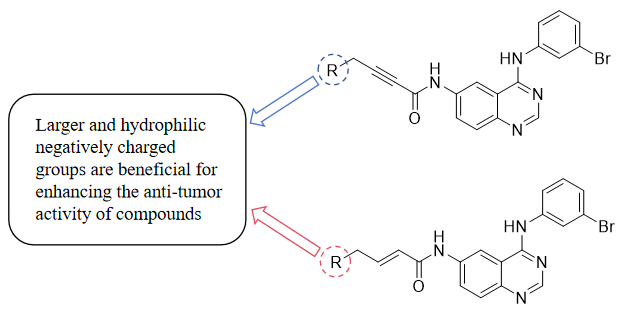 HN
Br
R
H
N
N
O
N
Larger and hydrophilic
negatively charged
groups are beneficial for
enhancing the anti-tumor
activity of compounds
HN
Br
R
H
N
N
O
N